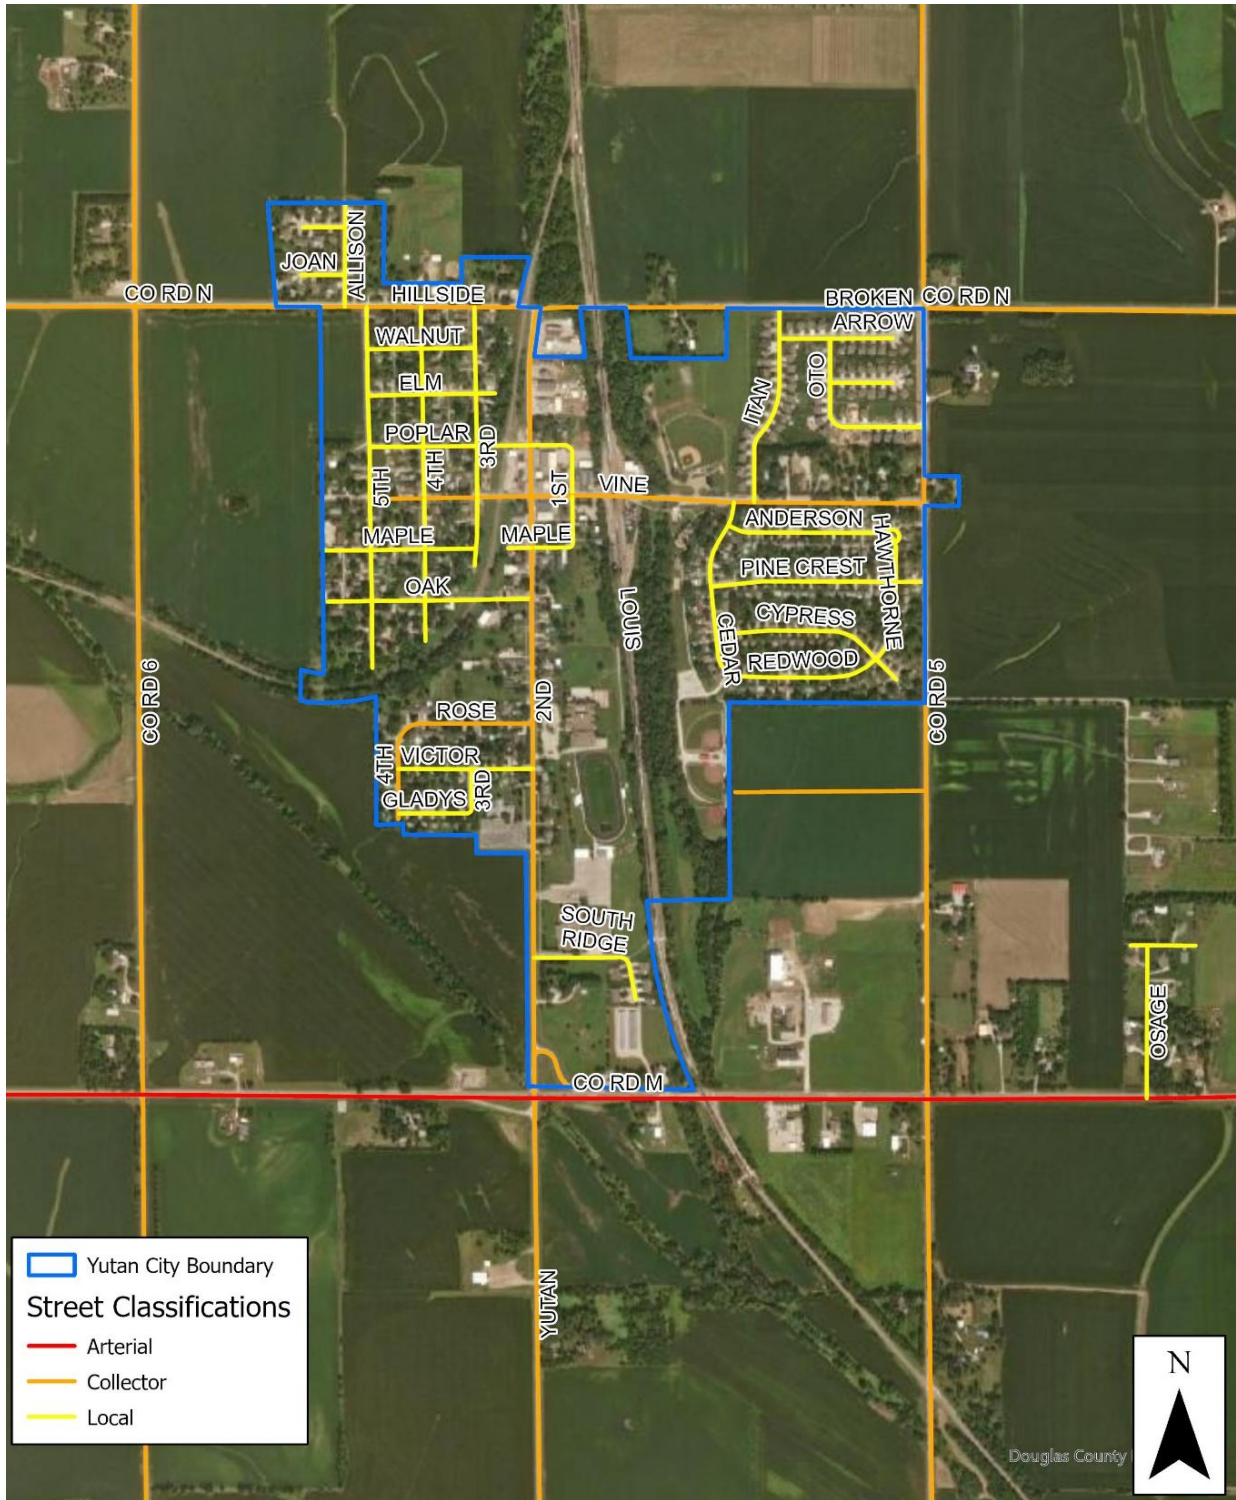 JOAN
ALLISON
CO RD N
HILLSIDE
BROKEN
ARROW
CO RD N
WALNUT
ELM
OTO
ITAN
POPLAR
3RD
4TH
5TH
1ST
VINE
MAPLE
MAPLE
ANDERSON
HAWTHORNE
PINE CREST
OAK
LOUIS
CYPRESS
CEDAR
REDWOOD
CO RD 6
2ND
CO RD 5
ROSE
4TH
VICTOR
3RD
GLADYS
SOUTH
RIDGE
OSAGE
CO RD M
YUTAN
Yutan City Boundary
Street Classifications
Arterial
Collector
Local
N
Douglas County